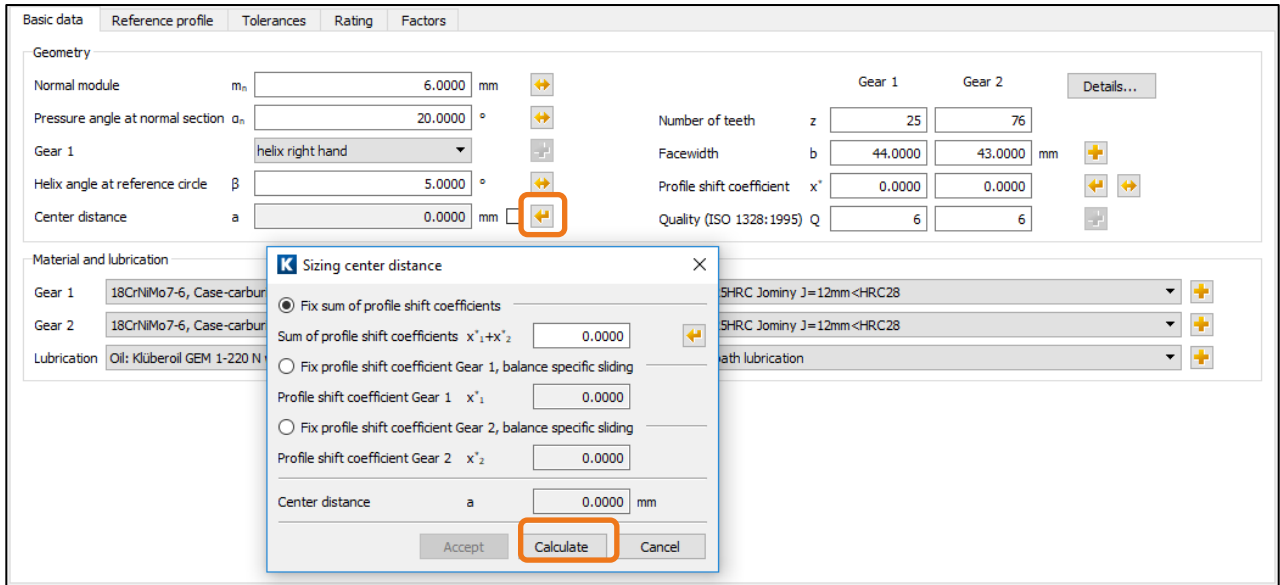 Basic data Reference profile Tolerances Rating Factors
Geometry
Gear 1 Gear 2 Details...
Normal module mₙ 6.0000 mm
Pressure angle at normal section αₙ 20.0000 °
Number of teeth z 25 76
Gear 1 helix right hand
Facewidth b 44.0000 43.0000 mm
Helix angle at reference circle β 5.0000 °
Profile shift coefficient x* 0.0000 0.0000
Center distance a 0.0000 mm
Quality (ISO 1328:1995) Q 6 6
Material and lubrication
Gear 1 18CrNiMo7-6, Case-carbur 5HRC Jominy J=12mm<HRC28
Gear 2 18CrNiMo7-6, Case-carbur 5HRC Jominy J=12mm<HRC28
Lubrication Oil: Klüberoil GEM 1-220 N ath lubrication
K Sizing center distance
Fix sum of profile shift coefficients
Sum of profile shift coefficients x*₁+x*₂ 0.0000
Fix profile shift coefficient Gear 1, balance specific sliding
Profile shift coefficient Gear 1 x*₁ 0.0000
Fix profile shift coefficient Gear 2, balance specific sliding
Profile shift coefficient Gear 2 x*₂ 0.0000
Center distance a 0.0000 mm
Accept Calculate Cancel